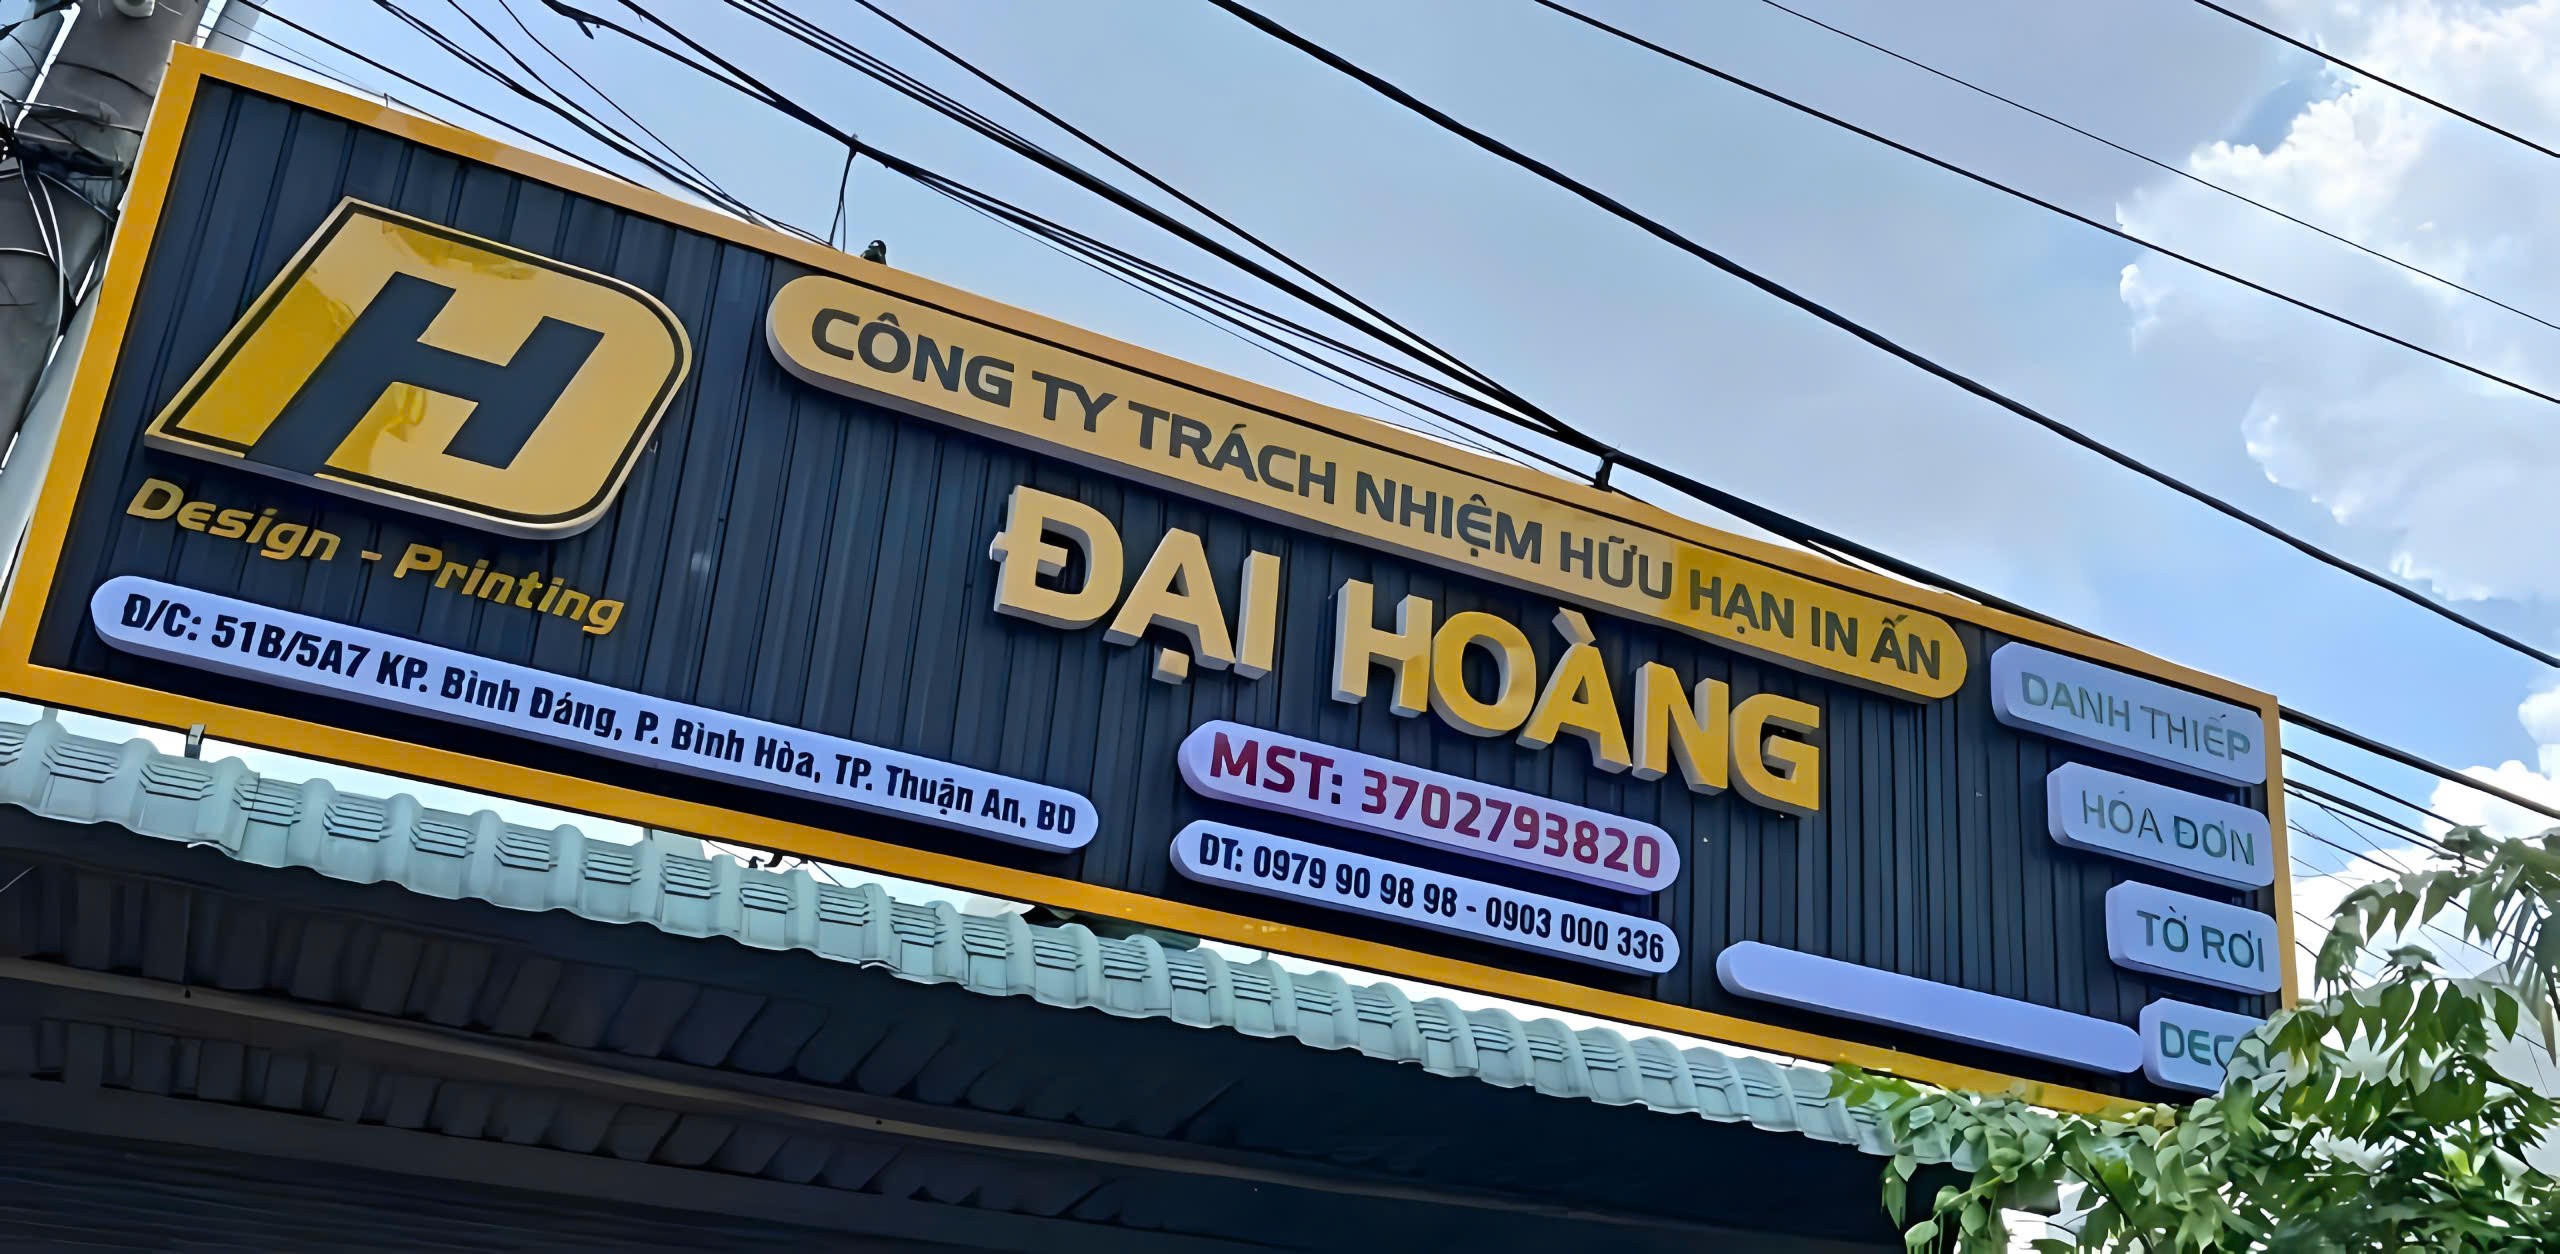 H
Design - Printing
Đ/C: 51B/5A7 KP. Bình Đáng, P. Bình Hòa, TP. Thuận An, BD
CÔNG TY TRÁCH NHIỆM HỮU HẠN IN ẤN
ĐẠI HOÀNG
MST: 3702793820
ĐT: 0979 90 98 98 - 0903 000 336
DANH THIẾP
HÓA ĐƠN
TỜ RƠI